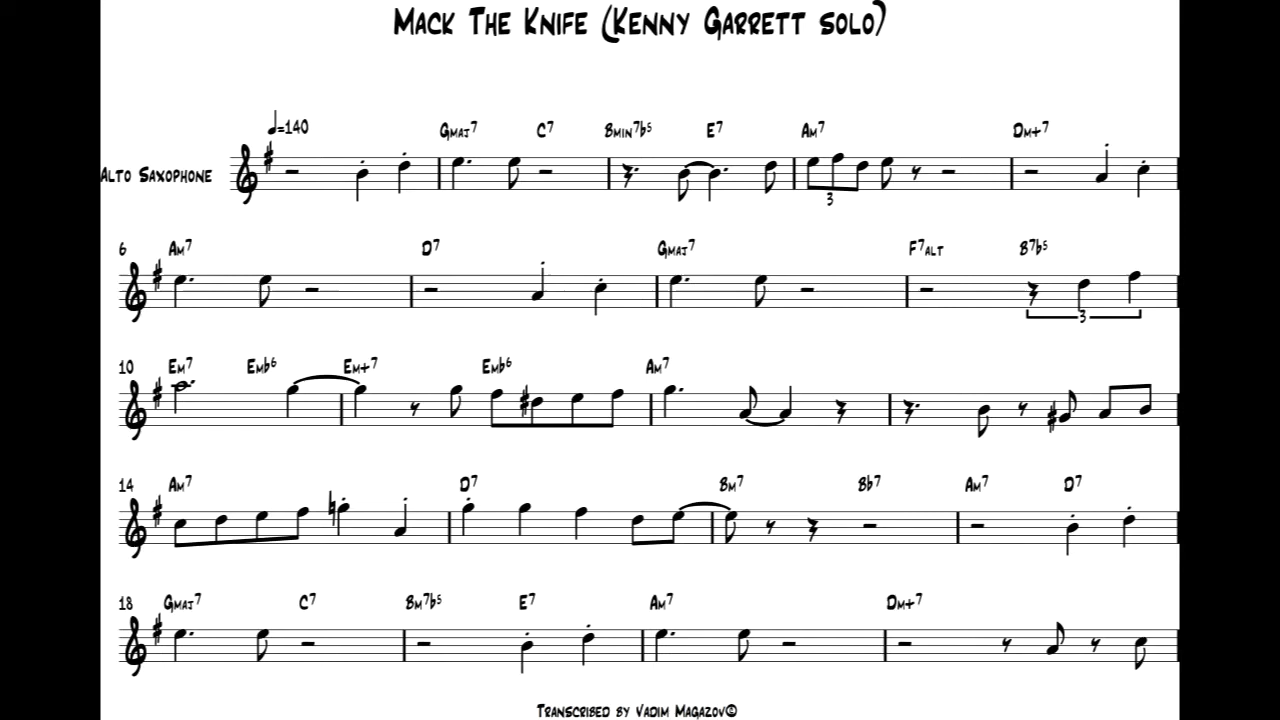 Mack The Knife (Kenny Garrett solo)
=140
Gmaj7 C7 Bmin7b5 E7 Am7 Dm+7
Alto Saxophone
3
6 Am7 D7 Gmaj7 F7alt B7b5
3
10 Em7 Emb6 Em+7 Emb6 Am7
14 Am7 D7 Bm7 Bb7 Am7 D7
18 Gmaj7 C7 Bm7b5 E7 Am7 Dm+7
Transcribed by Vadim Magazov©